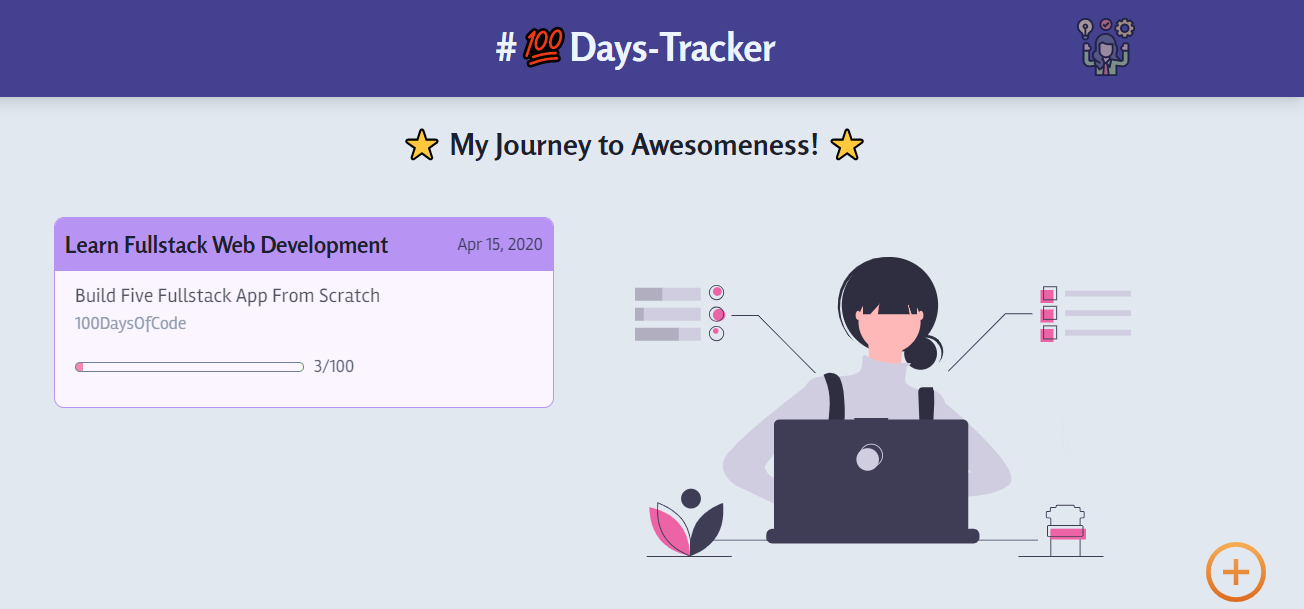 #💯Days-Tracker
⭐ My Journey to Awesomeness! ⭐
Learn Fullstack Web Development Apr 15, 2020
Build Five Fullstack App From Scratch
100DaysOfCode
3/100